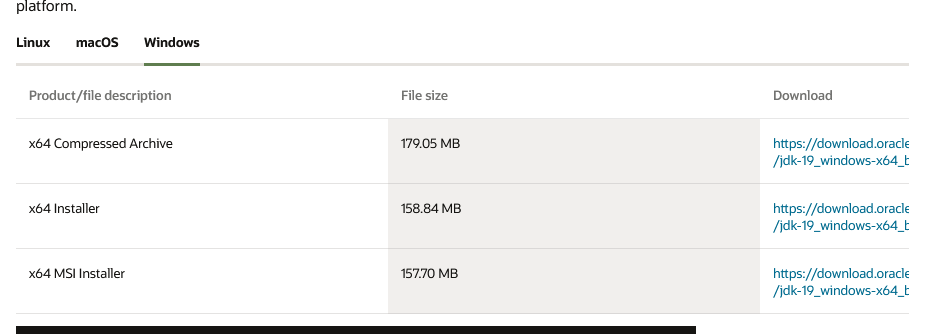 platform.
Linux macOS Windows
Product/file description File size Download
x64 Compressed Archive 179.05 MB https://download.oracle
/jdk-19_windows-x64_b
x64 Installer 158.84 MB https://download.oracle
/jdk-19_windows-x64_b
x64 MSI Installer 157.70 MB https://download.oracle
/jdk-19_windows-x64_b